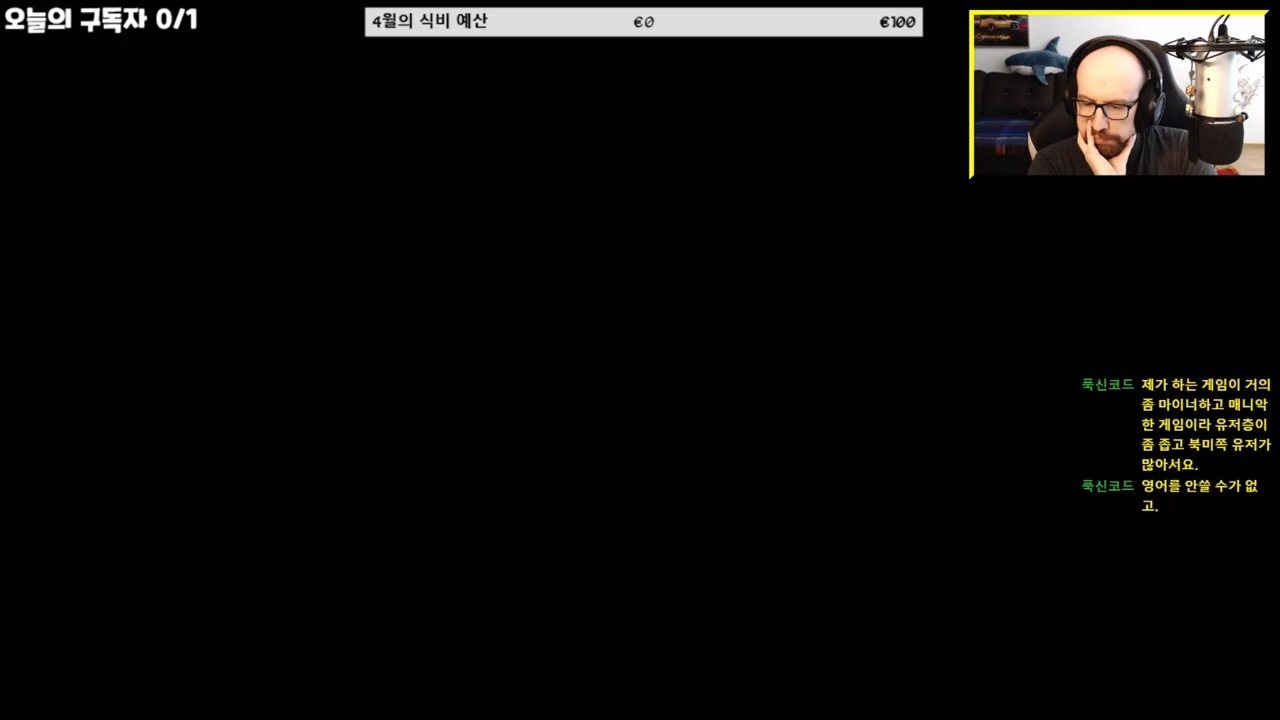 오늘의 구독자 0/1
4월의 식비 예산 €0 €100
푹신코드 제가 하는 게임이 거의
좀 마이너하고 매니악
한 게임이라 유저층이
좀 좁고 북미쪽 유저가
많아서요.
푹신코드 영어를 안쓸 수가 없
고.